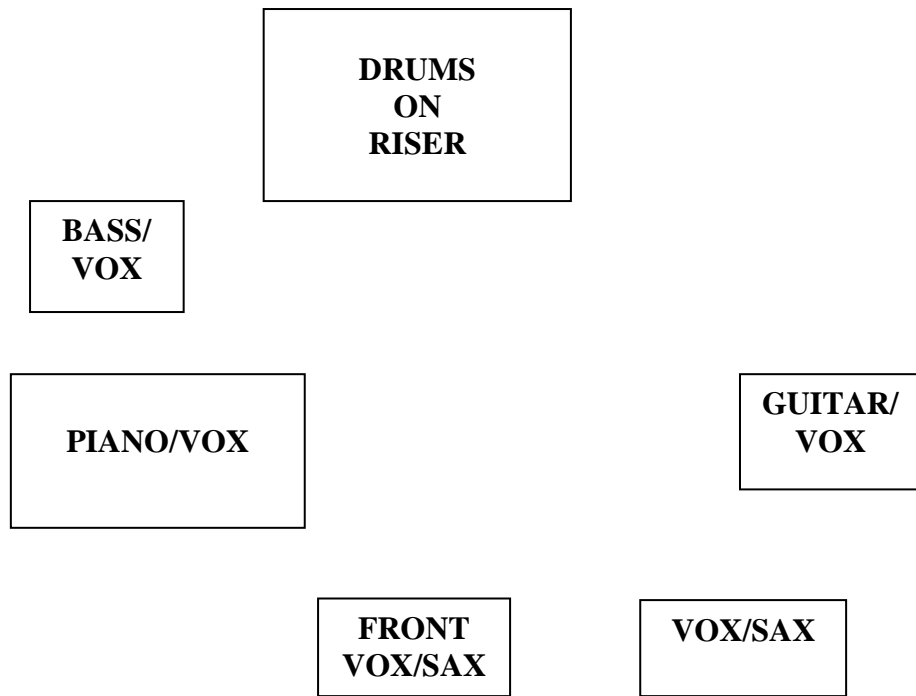 DRUMS
ON
RISER
BASS/
VOX
PIANO/VOX
GUITAR/
VOX
FRONT
VOX/SAX
VOX/SAX